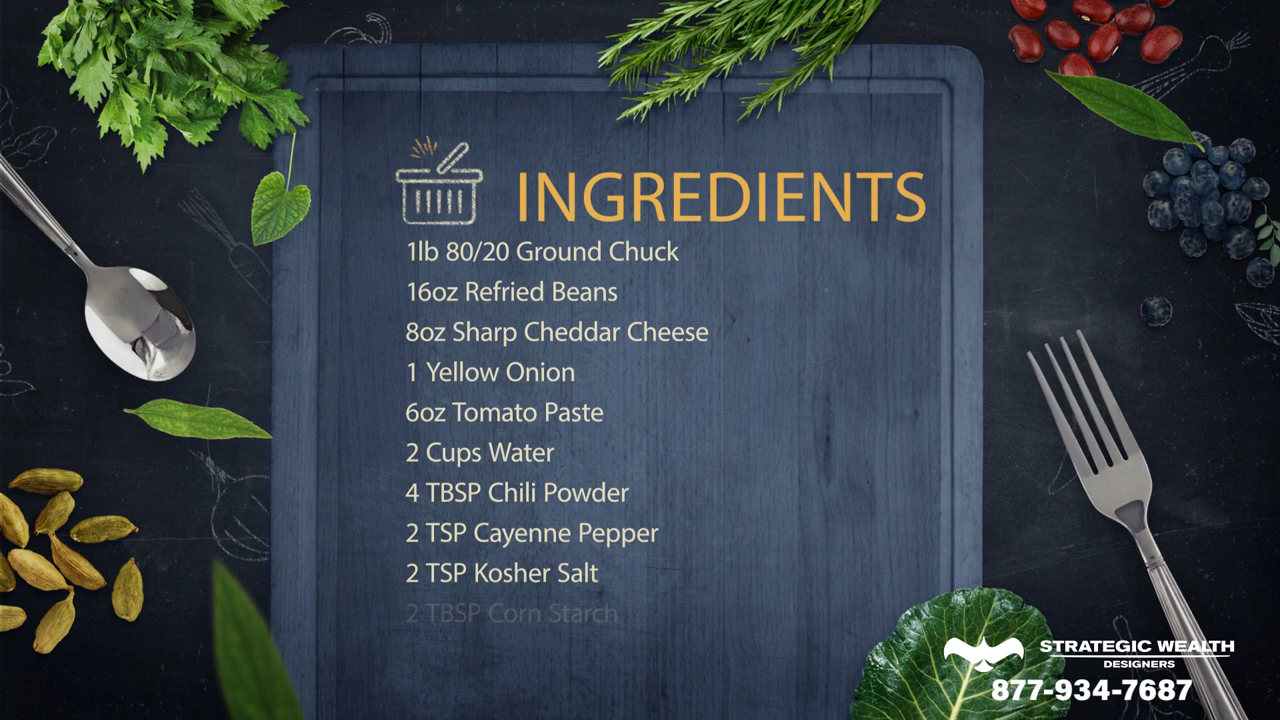 INGREDIENTS
1lb 80/20 Ground Chuck
16oz Refried Beans
8oz Sharp Cheddar Cheese
1 Yellow Onion
6oz Tomato Paste
2 Cups Water
4 TBSP Chili Powder
2 TSP Cayenne Pepper
2 TSP Kosher Salt
2 TBSP Corn Starch
STRATEGIC WEALTH
DESIGNERS
877-934-7687